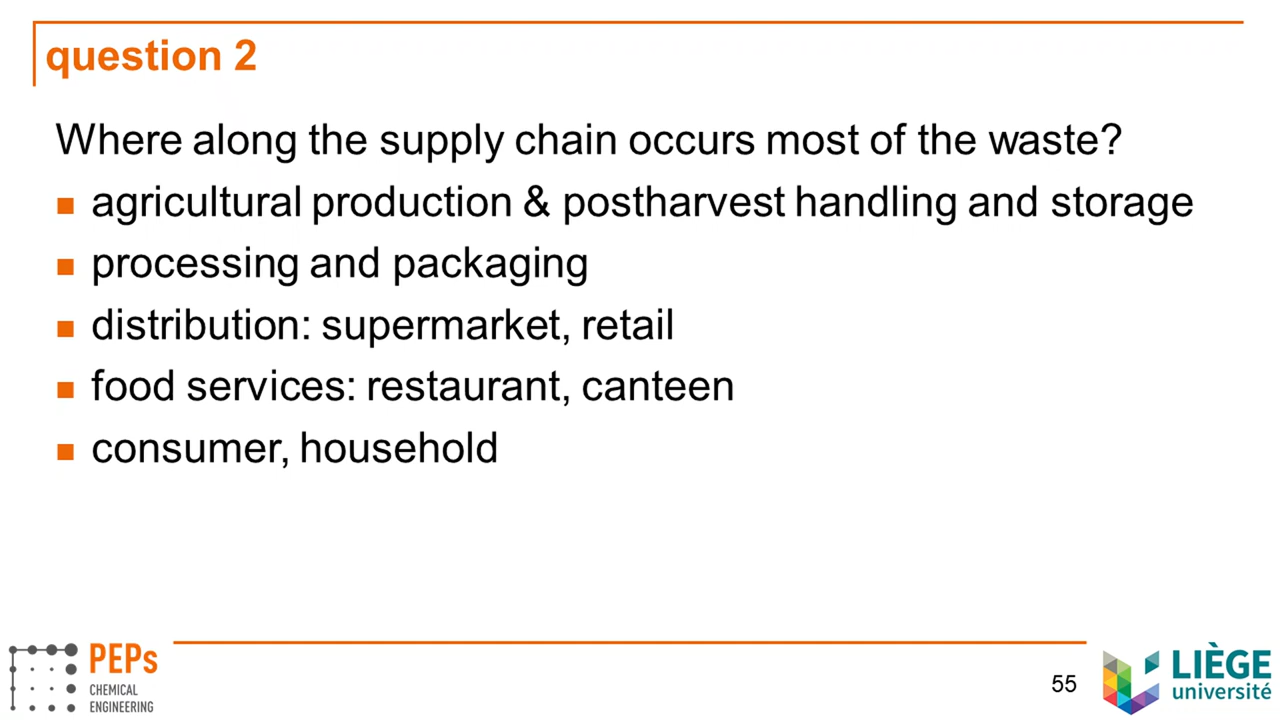 question 2
Where along the supply chain occurs most of the waste?
agricultural production & postharvest handling and storage
processing and packaging
distribution: supermarket, retail
food services: restaurant, canteen
consumer, household
PEPs
CHEMICAL
ENGINEERING
55
LIÈGE
université